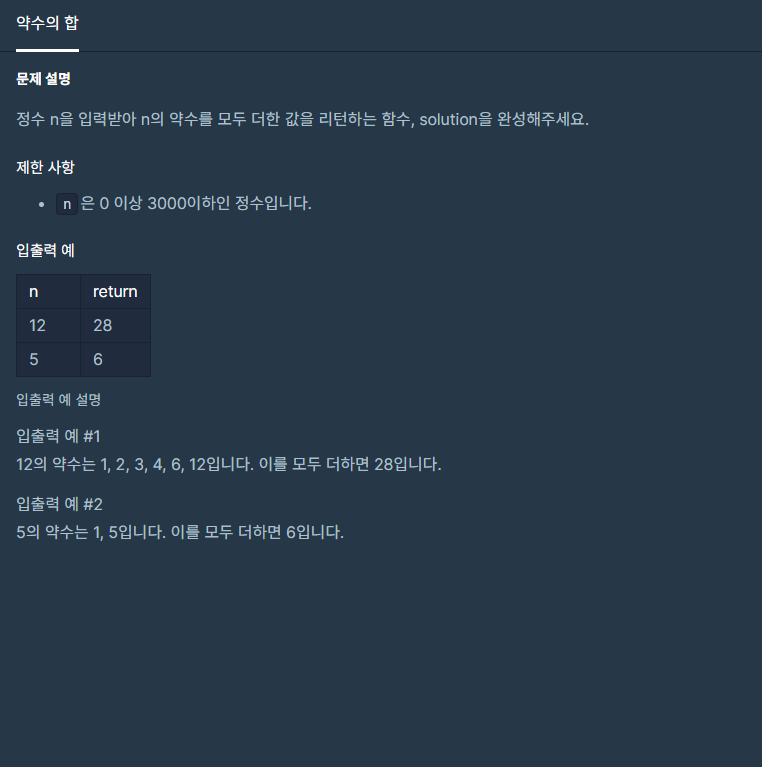 약수의 합
문제 설명
정수 n을 입력받아 n의 약수를 모두 더한 값을 리턴하는 함수, solution을 완성해주세요.
제한 사항
• n 은 0 이상 3000이하인 정수입니다.
입출력 예
n return
12 28
5 6
입출력 예 설명
입출력 예 #1
12의 약수는 1, 2, 3, 4, 6, 12입니다. 이를 모두 더하면 28입니다.
입출력 예 #2
5의 약수는 1, 5입니다. 이를 모두 더하면 6입니다.